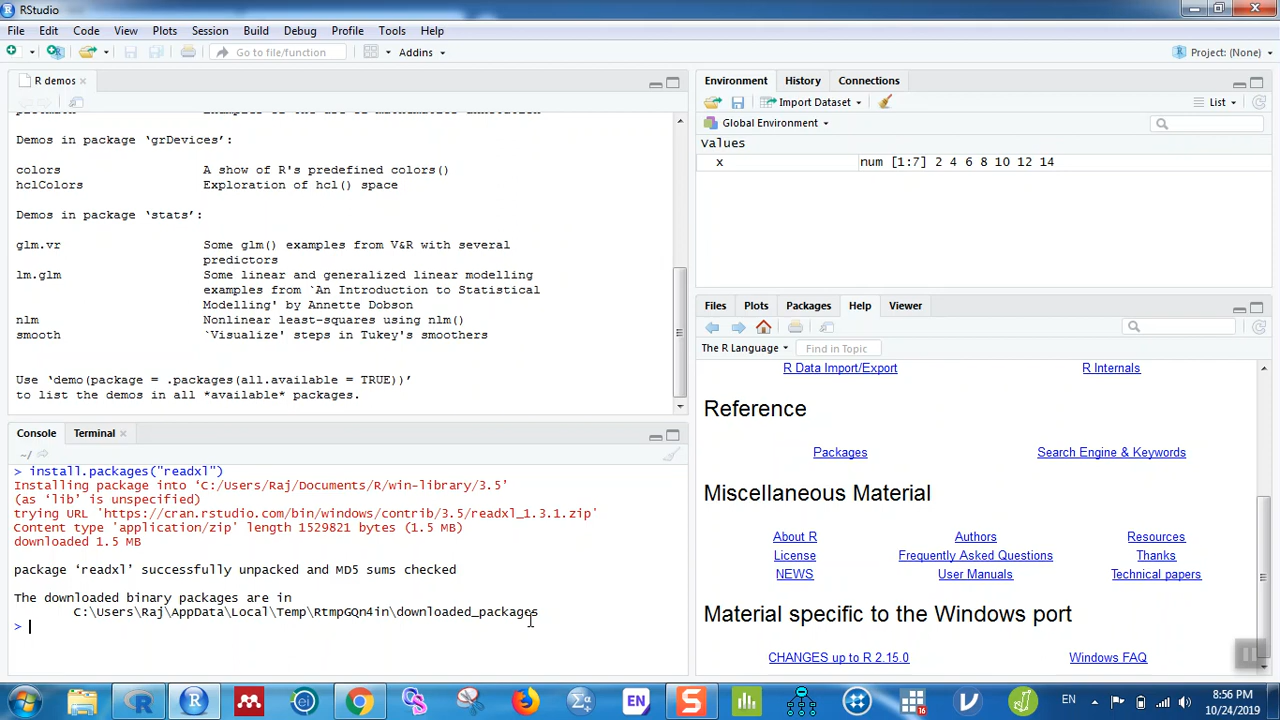 RStudio
File Edit Code View Plots Session Build Debug Profile Tools Help
Go to file/function
Addins
Project: (None)
R demos
Demos in package ‘grDevices’:
colors A show of R's predefined colors()
hclColors Exploration of hcl() space
Demos in package ‘stats’:
glm.vr Some glm() examples from V&R with several
predictors
lm.glm Some linear and generalized linear modelling
examples from `An Introduction to Statistical
Modelling' by Annette Dobson
nlm Nonlinear least-squares using nlm()
smooth `Visualize' steps in Tukey's smoothers
Use ‘demo(package = .packages(all.available = TRUE))’
to list the demos in all *available* packages.
Console Terminal
~/
> install.packages("readxl")
Installing package into ‘C:/Users/Raj/Documents/R/win-library/3.5’
(as ‘lib’ is unspecified)
trying URL 'https://cran.rstudio.com/bin/windows/contrib/3.5/readxl_1.3.1.zip'
Content type 'application/zip' length 1529821 bytes (1.5 MB)
downloaded 1.5 MB
package ‘readxl’ successfully unpacked and MD5 sums checked
The downloaded binary packages are in
C:\Users\Raj\AppData\Local\Temp\RtmpGQn4in\downloaded_packages
>
Environment History Connections
Import Dataset List
Global Environment
Values
x num [1:7] 2 4 6 8 10 12 14
Files Plots Packages Help Viewer
The R Language Find in Topic
R Data Import/Export R Internals
Reference
Packages Search Engine & Keywords
Miscellaneous Material
About R Authors Resources
License Frequently Asked Questions Thanks
NEWS User Manuals Technical papers
Material specific to the Windows port
CHANGES up to R 2.15.0 Windows FAQ
EN
16
EN
8:56 PM
10/24/2019